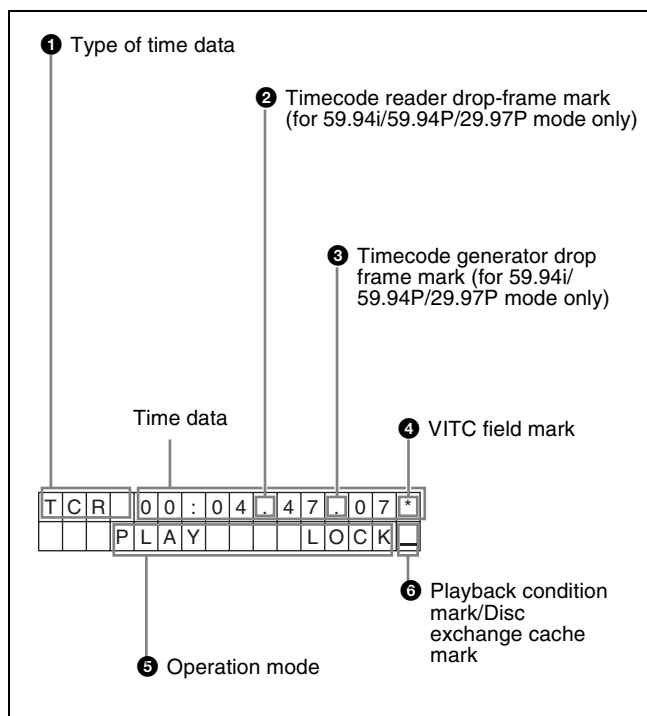 ❶ Type of time data
❷ Timecode reader drop-frame mark
(for 59.94i/59.94P/29.97P mode only)
❸ Timecode generator drop
frame mark (for 59.94i/
59.94P/29.97P mode only)
Time data
❹ VITC field mark
TCR 00:04.47.07*
PLAY LOCK _
❻ Playback condition
mark/Disc
exchange cache
mark
❺ Operation mode